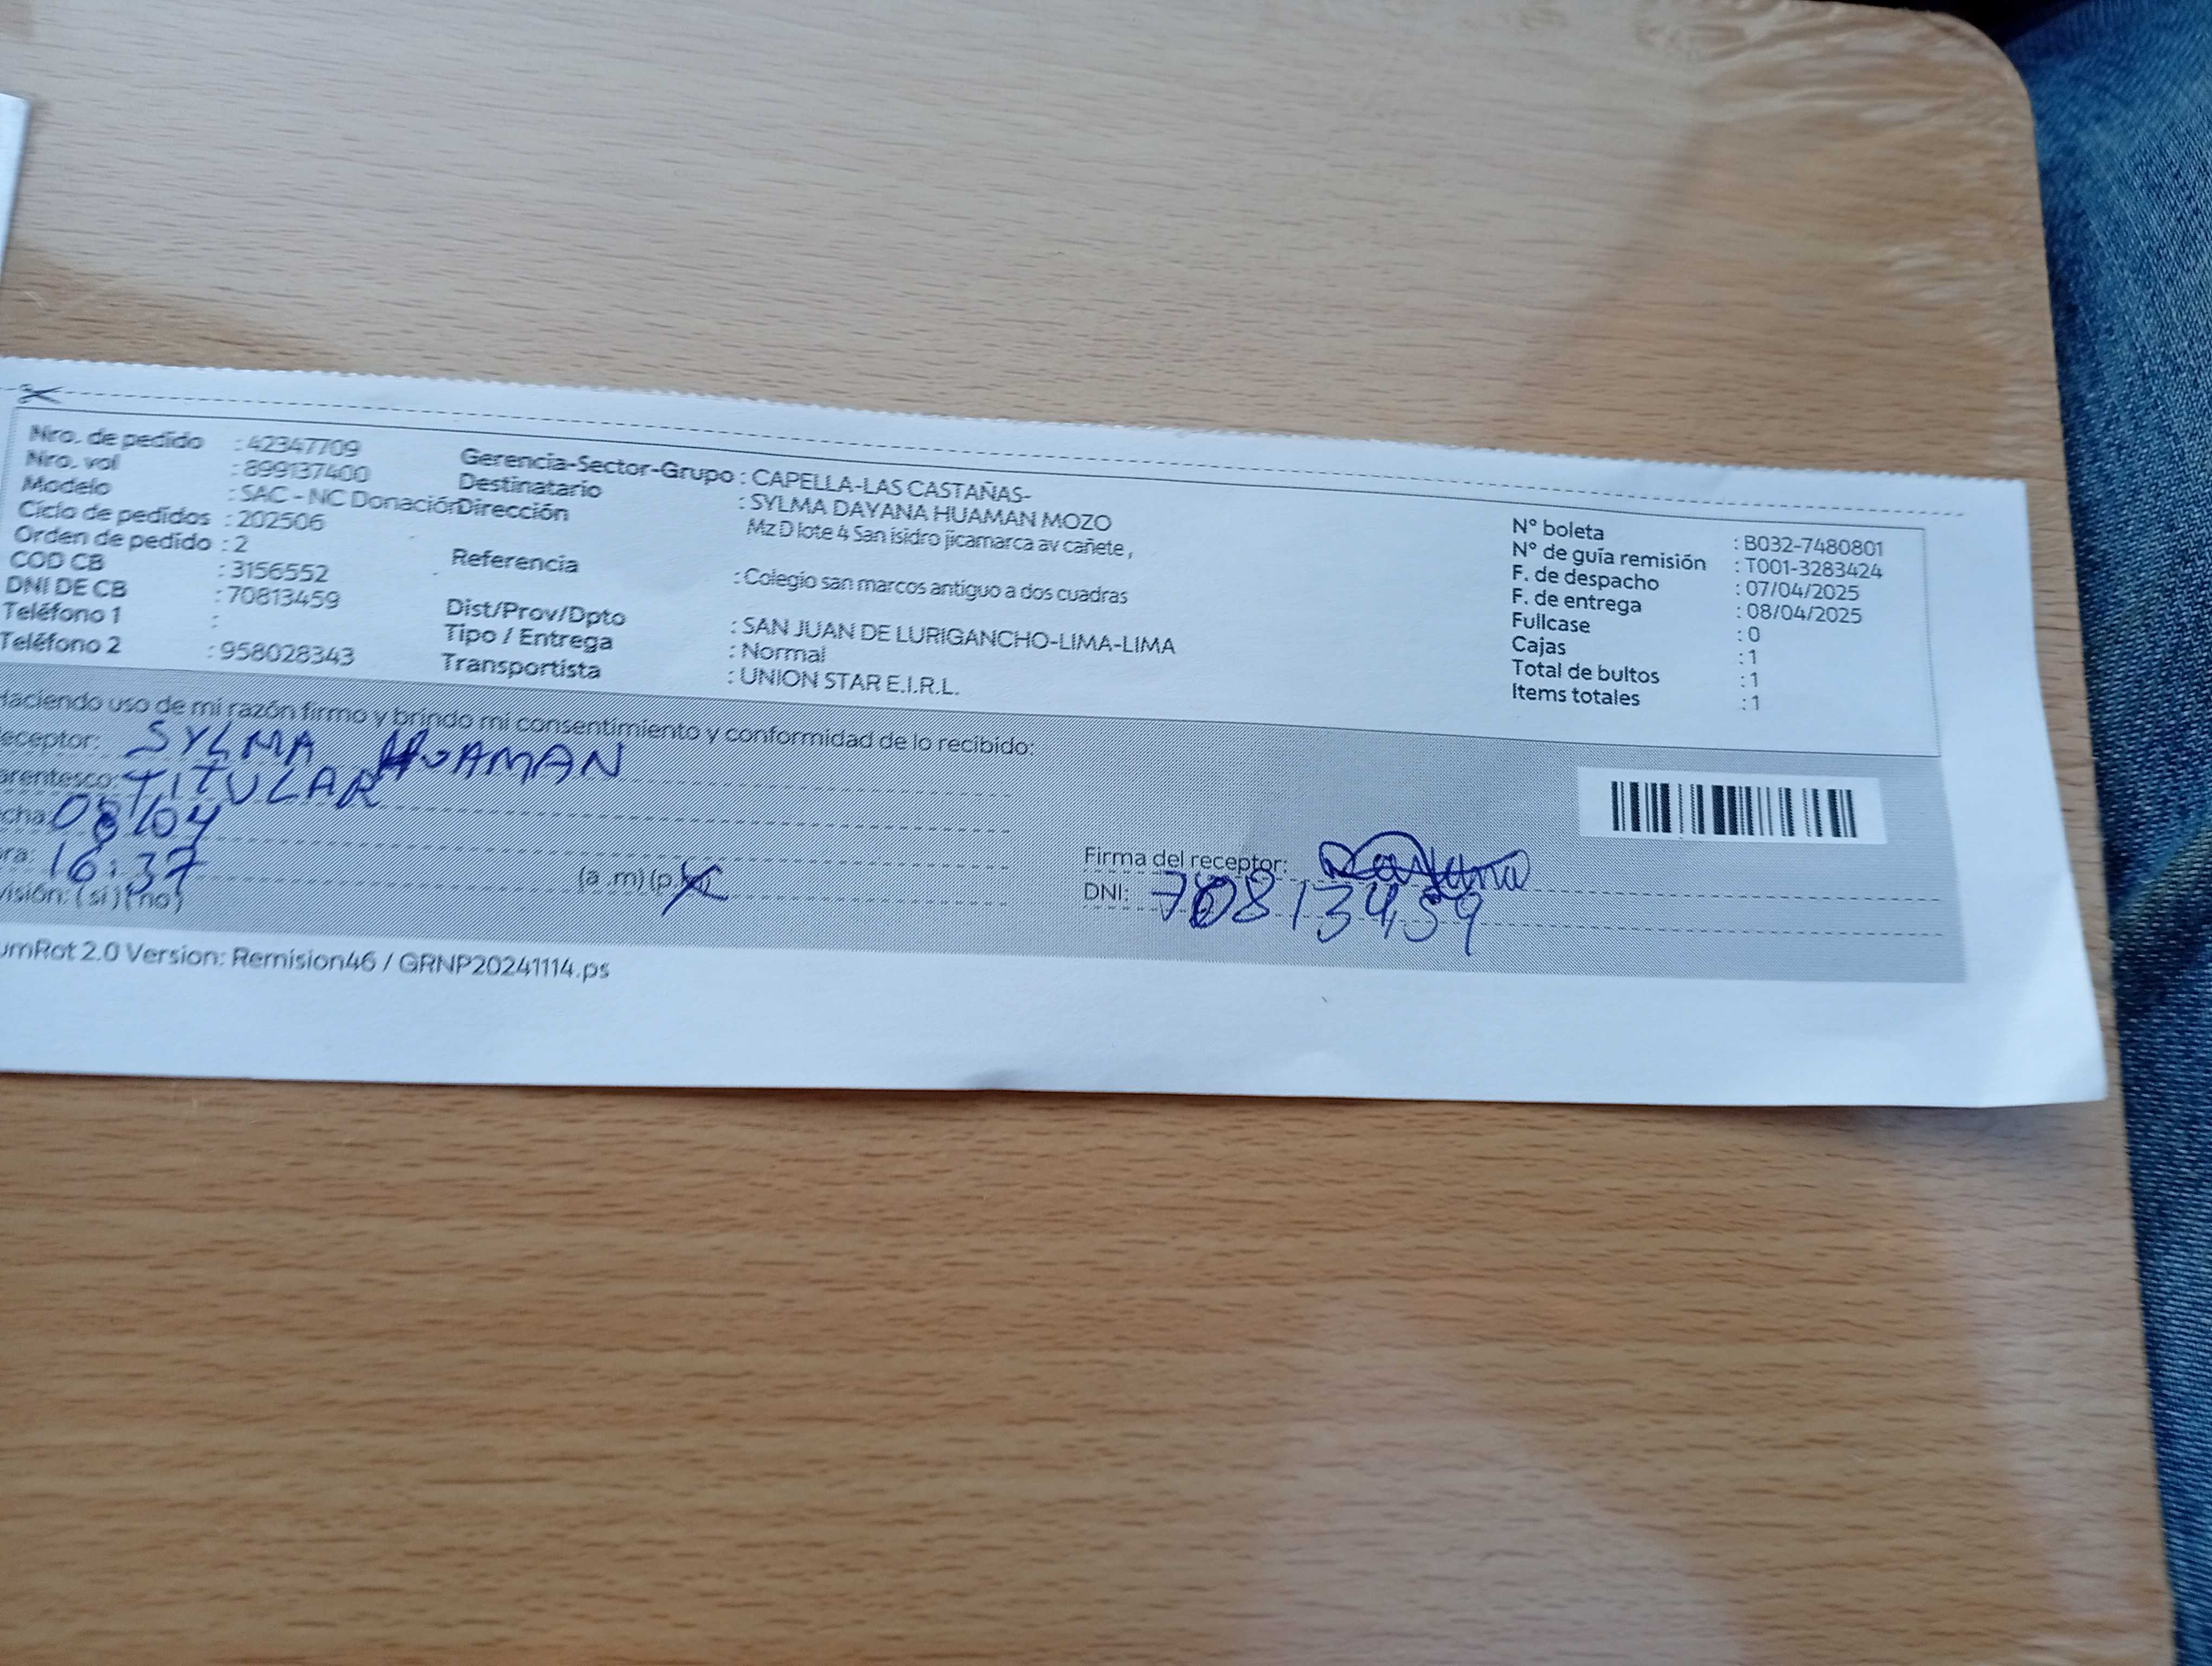 Nro. de pedido : 42347709
Nro. vol : 899137400
Modelo : SAC - NC Donación
Ciclo de pedidos : 202506
Orden de pedido : 2
COD CB : 3156552
DNI DE CB : 70813459
Teléfono 1 :
Teléfono 2 : 958028343
Gerencia-Sector-Grupo : CAPELLA-LAS CASTAÑAS-
Destinatario : SYLMA DAYANA HUAMAN MOZO
Dirección Mz D lote 4 San isidro jicamarca av cañete ,
Referencia : Colegio san marcos antiguo a dos cuadras
Dist/Prov/Dpto : SAN JUAN DE LURIGANCHO-LIMA-LIMA
Tipo / Entrega : Normal
Transportista : UNION STAR E.I.R.L.
N° boleta : B032-7480801
N° de guía remisión : T001-3283424
F. de despacho : 07/04/2025
F. de entrega : 08/04/2025
Fullcase : 0
Cajas : 1
Total de bultos : 1
Items totales : 1
Haciendo uso de mi razón firmo y brindo mi consentimiento y conformidad de lo recibido:
eceptor: SYLMA HUAMAN
arentesco: TITULAR
cha: 08/04
ra: 16:37 (a .m) (p.m)
visión: (si) (no)
Firma del receptor: Dayana
DNI: 70813459
umRot 2.0 Version: Remision46 / GRNP20241114.ps